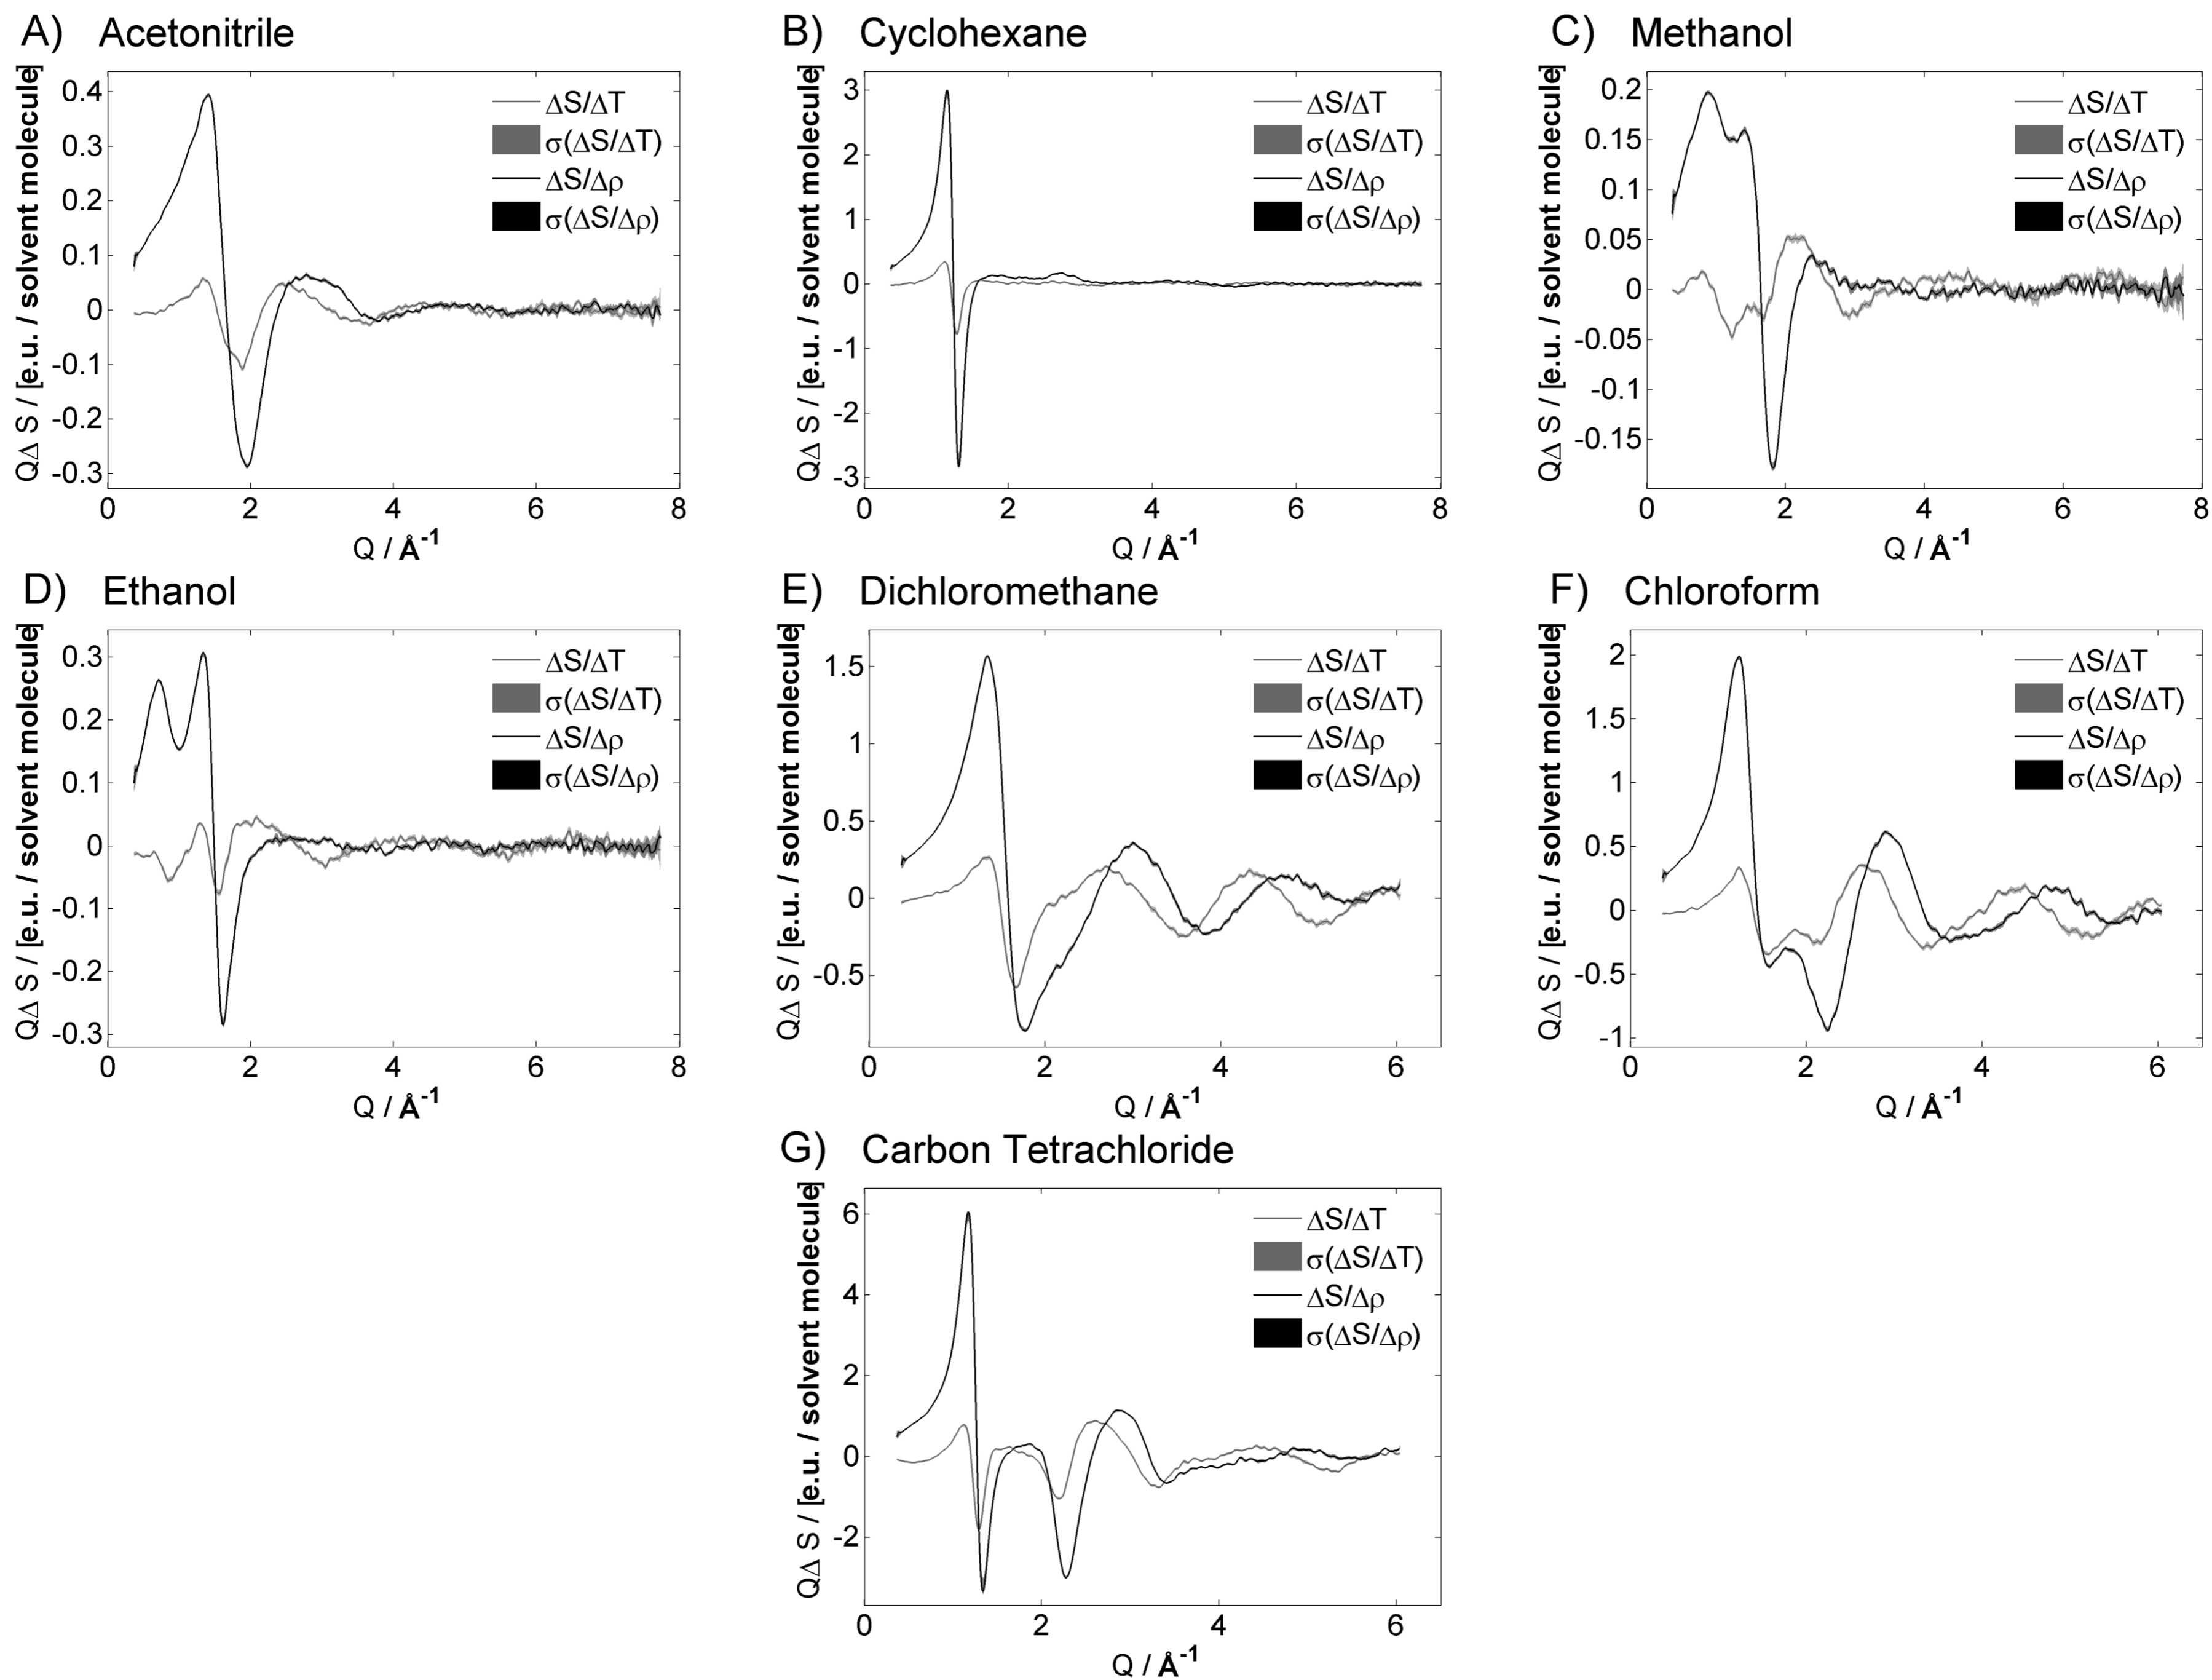 A) Acetonitrile
QΔ S / [e.u. / solvent molecule]
0.4
0.3
0.2
0.1
0
-0.1
-0.2
-0.3
ΔS/ΔT
σ(ΔS/ΔT)
ΔS/Δρ
σ(ΔS/Δρ)
0 2 4 6 8
Q / Å⁻¹
B) Cyclohexane
QΔ S / [e.u. / solvent molecule]
3
2
1
0
-1
-2
-3
ΔS/ΔT
σ(ΔS/ΔT)
ΔS/Δρ
σ(ΔS/Δρ)
0 2 4 6 8
Q / Å⁻¹
C) Methanol
QΔ S / [e.u. / solvent molecule]
0.2
0.15
0.1
0.05
0
-0.05
-0.1
-0.15
ΔS/ΔT
σ(ΔS/ΔT)
ΔS/Δρ
σ(ΔS/Δρ)
0 2 4 6 8
Q / Å⁻¹
D) Ethanol
QΔ S / [e.u. / solvent molecule]
0.3
0.2
0.1
0
-0.1
-0.2
-0.3
ΔS/ΔT
σ(ΔS/ΔT)
ΔS/Δρ
σ(ΔS/Δρ)
0 2 4 6 8
Q / Å⁻¹
E) Dichloromethane
QΔ S / [e.u. / solvent molecule]
1.5
1
0.5
0
-0.5
ΔS/ΔT
σ(ΔS/ΔT)
ΔS/Δρ
σ(ΔS/Δρ)
0 2 4 6
Q / Å⁻¹
F) Chloroform
QΔ S / [e.u. / solvent molecule]
2
1.5
1
0.5
0
-0.5
-1
ΔS/ΔT
σ(ΔS/ΔT)
ΔS/Δρ
σ(ΔS/Δρ)
0 2 4 6
Q / Å⁻¹
G) Carbon Tetrachloride
QΔ S / [e.u. / solvent molecule]
6
4
2
0
-2
ΔS/ΔT
σ(ΔS/ΔT)
ΔS/Δρ
σ(ΔS/Δρ)
0 2 4 6
Q / Å⁻¹